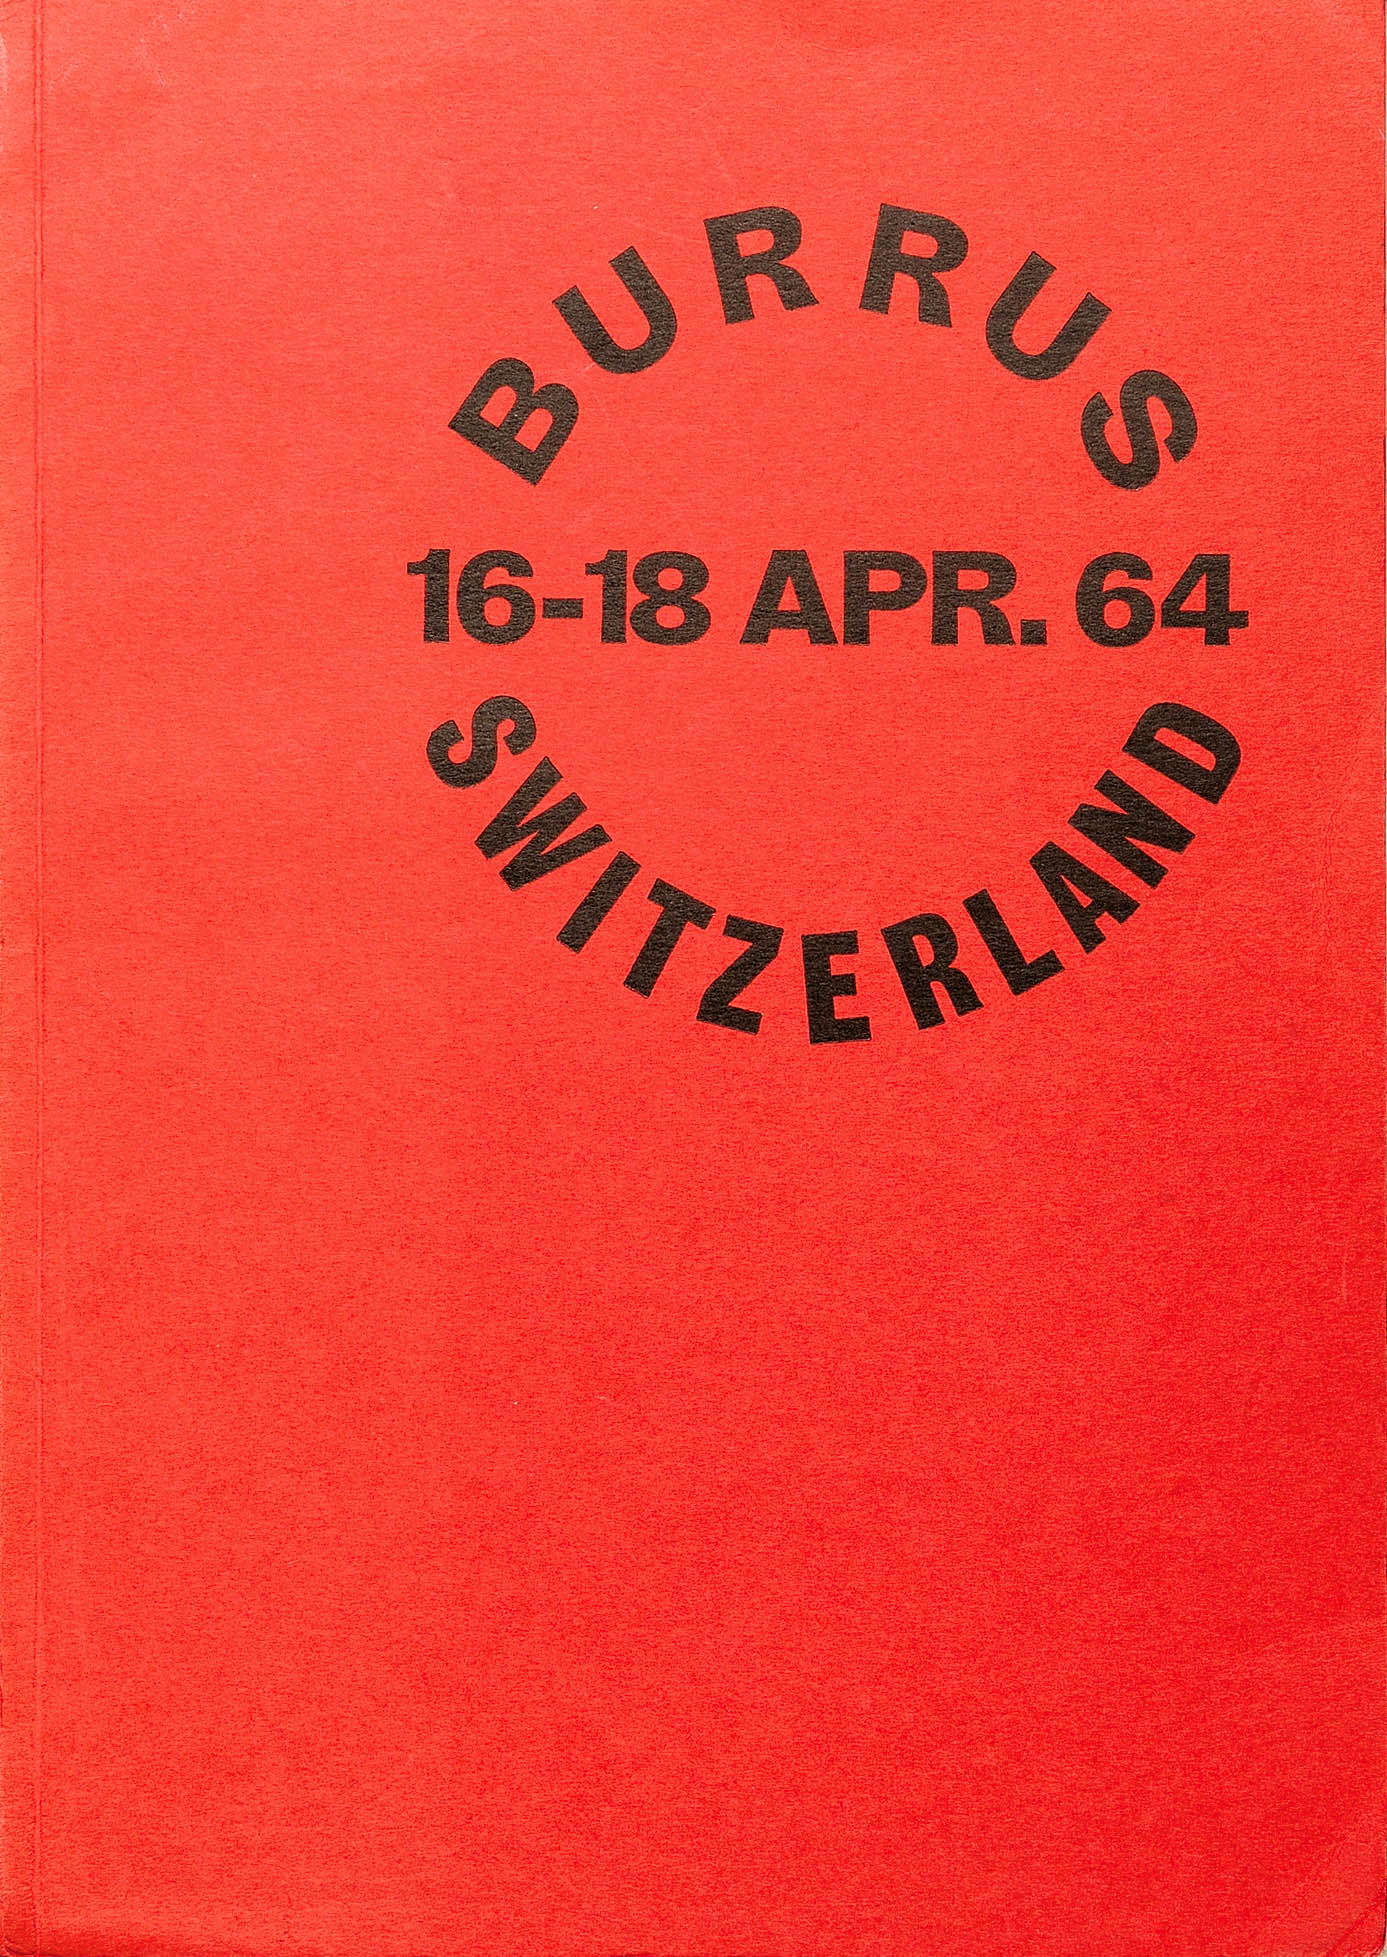 BURRUS
16-18 APR. 64
SWITZERLAND